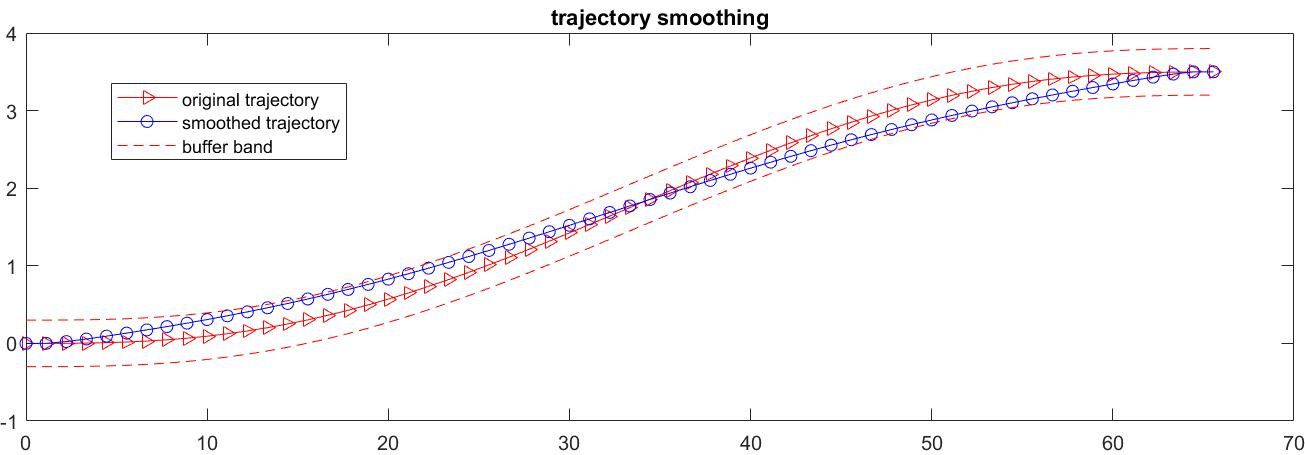 trajectory smoothing
4
3
2
1
0
-1
original trajectory
smoothed trajectory
buffer band
0 10 20 30 40 50 60 70